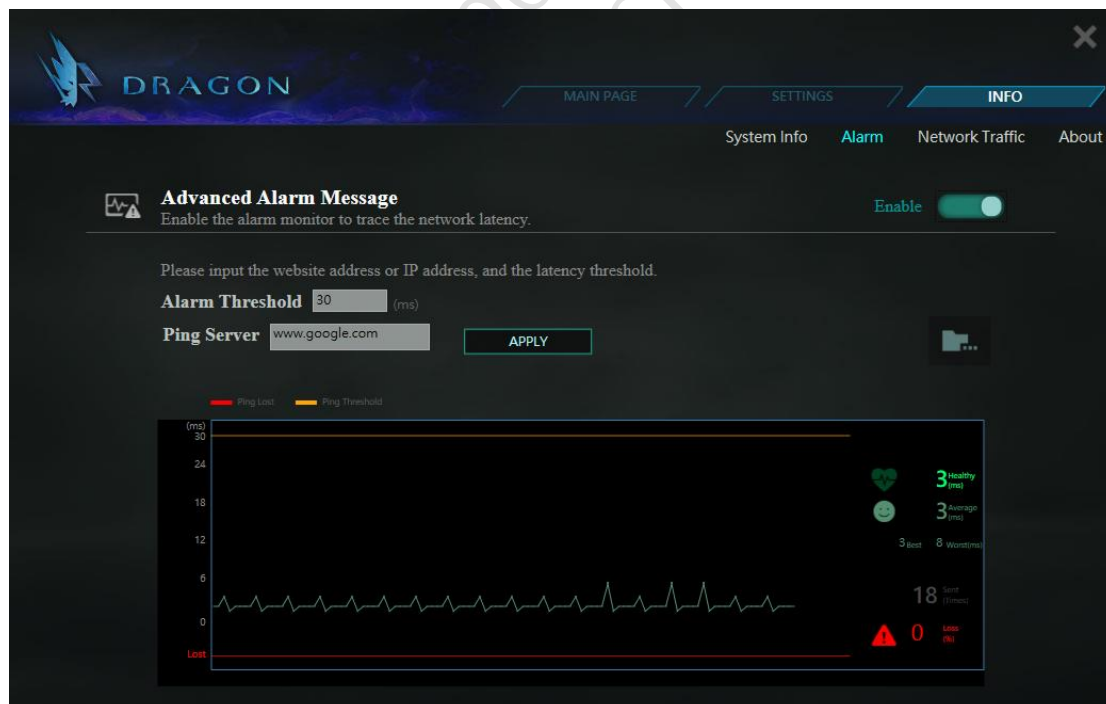 DRAGON
MAIN PAGE SETTINGS INFO
System Info Alarm Network Traffic About
Advanced Alarm Message
Enable the alarm monitor to trace the network latency.
Enable
Please input the website address or IP address, and the latency threshold.
Alarm Threshold 30 (ms)
Ping Server www.google.com APPLY
Ping Lost Ping Threshold
(ms)
30
24
18
12
6
0
Lost
3 Healthy (ms)
3 Average (ms)
3 Best 8 Worst(ms)
18 Sent (Times)
0 Loss (%)